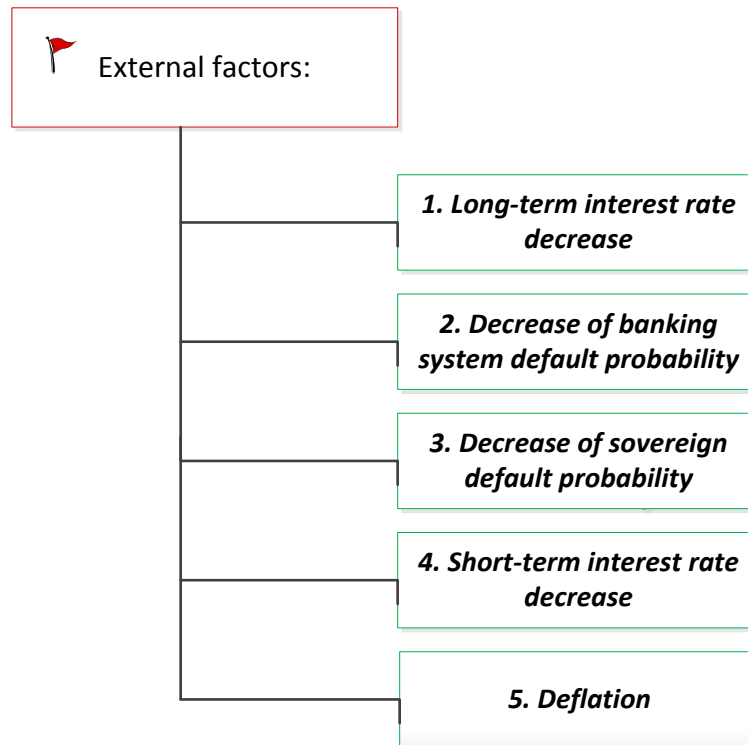 External factors:
1. Long-term interest rate
decrease
2. Decrease of banking
system default probability
3. Decrease of sovereign
default probability
4. Short-term interest rate
decrease
5. Deflation